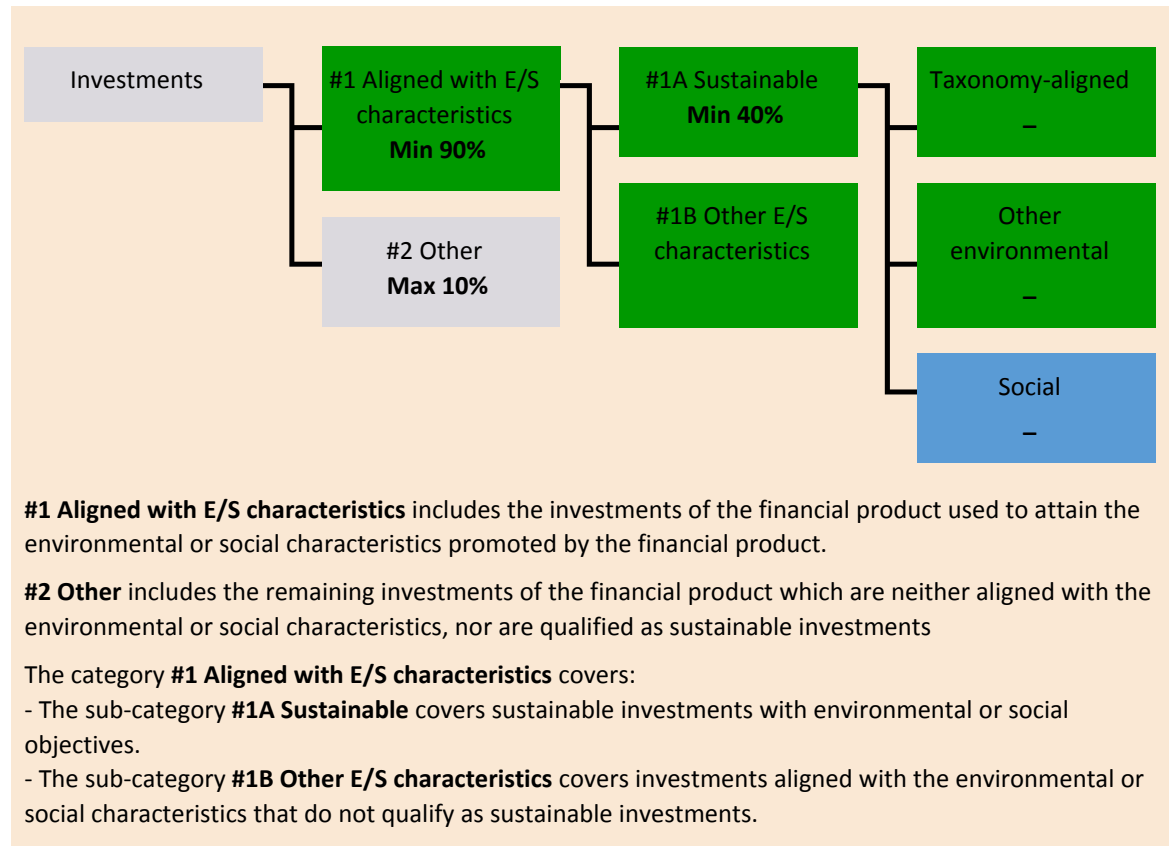 Investments
#1 Aligned with E/S
characteristics
Min 90%
#2 Other
Max 10%
#1A Sustainable
Min 40%
#1B Other E/S
characteristics
Taxonomy-aligned
–
Other
environmental
–
Social
–
#1 Aligned with E/S characteristics includes the investments of the financial product used to attain the
environmental or social characteristics promoted by the financial product.
#2 Other includes the remaining investments of the financial product which are neither aligned with the
environmental or social characteristics, nor are qualified as sustainable investments
The category #1 Aligned with E/S characteristics covers:
- The sub-category #1A Sustainable covers sustainable investments with environmental or social
objectives.
- The sub-category #1B Other E/S characteristics covers investments aligned with the environmental or
social characteristics that do not qualify as sustainable investments.